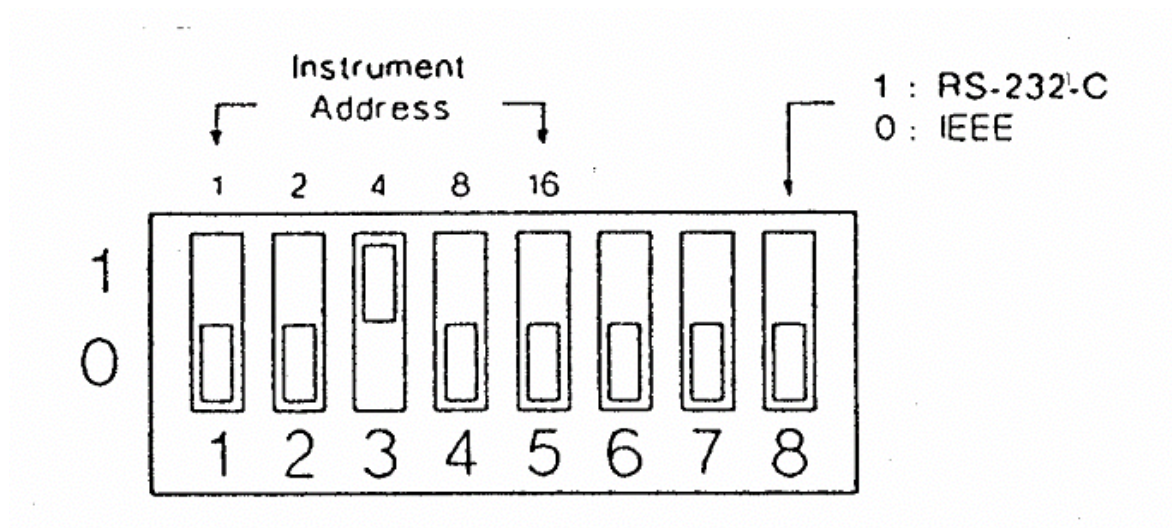 Instrument
Address
1 : RS-232-C
0 : IEEE
1 2 4 8 16
1
0
1 2 3 4 5 6 7 8